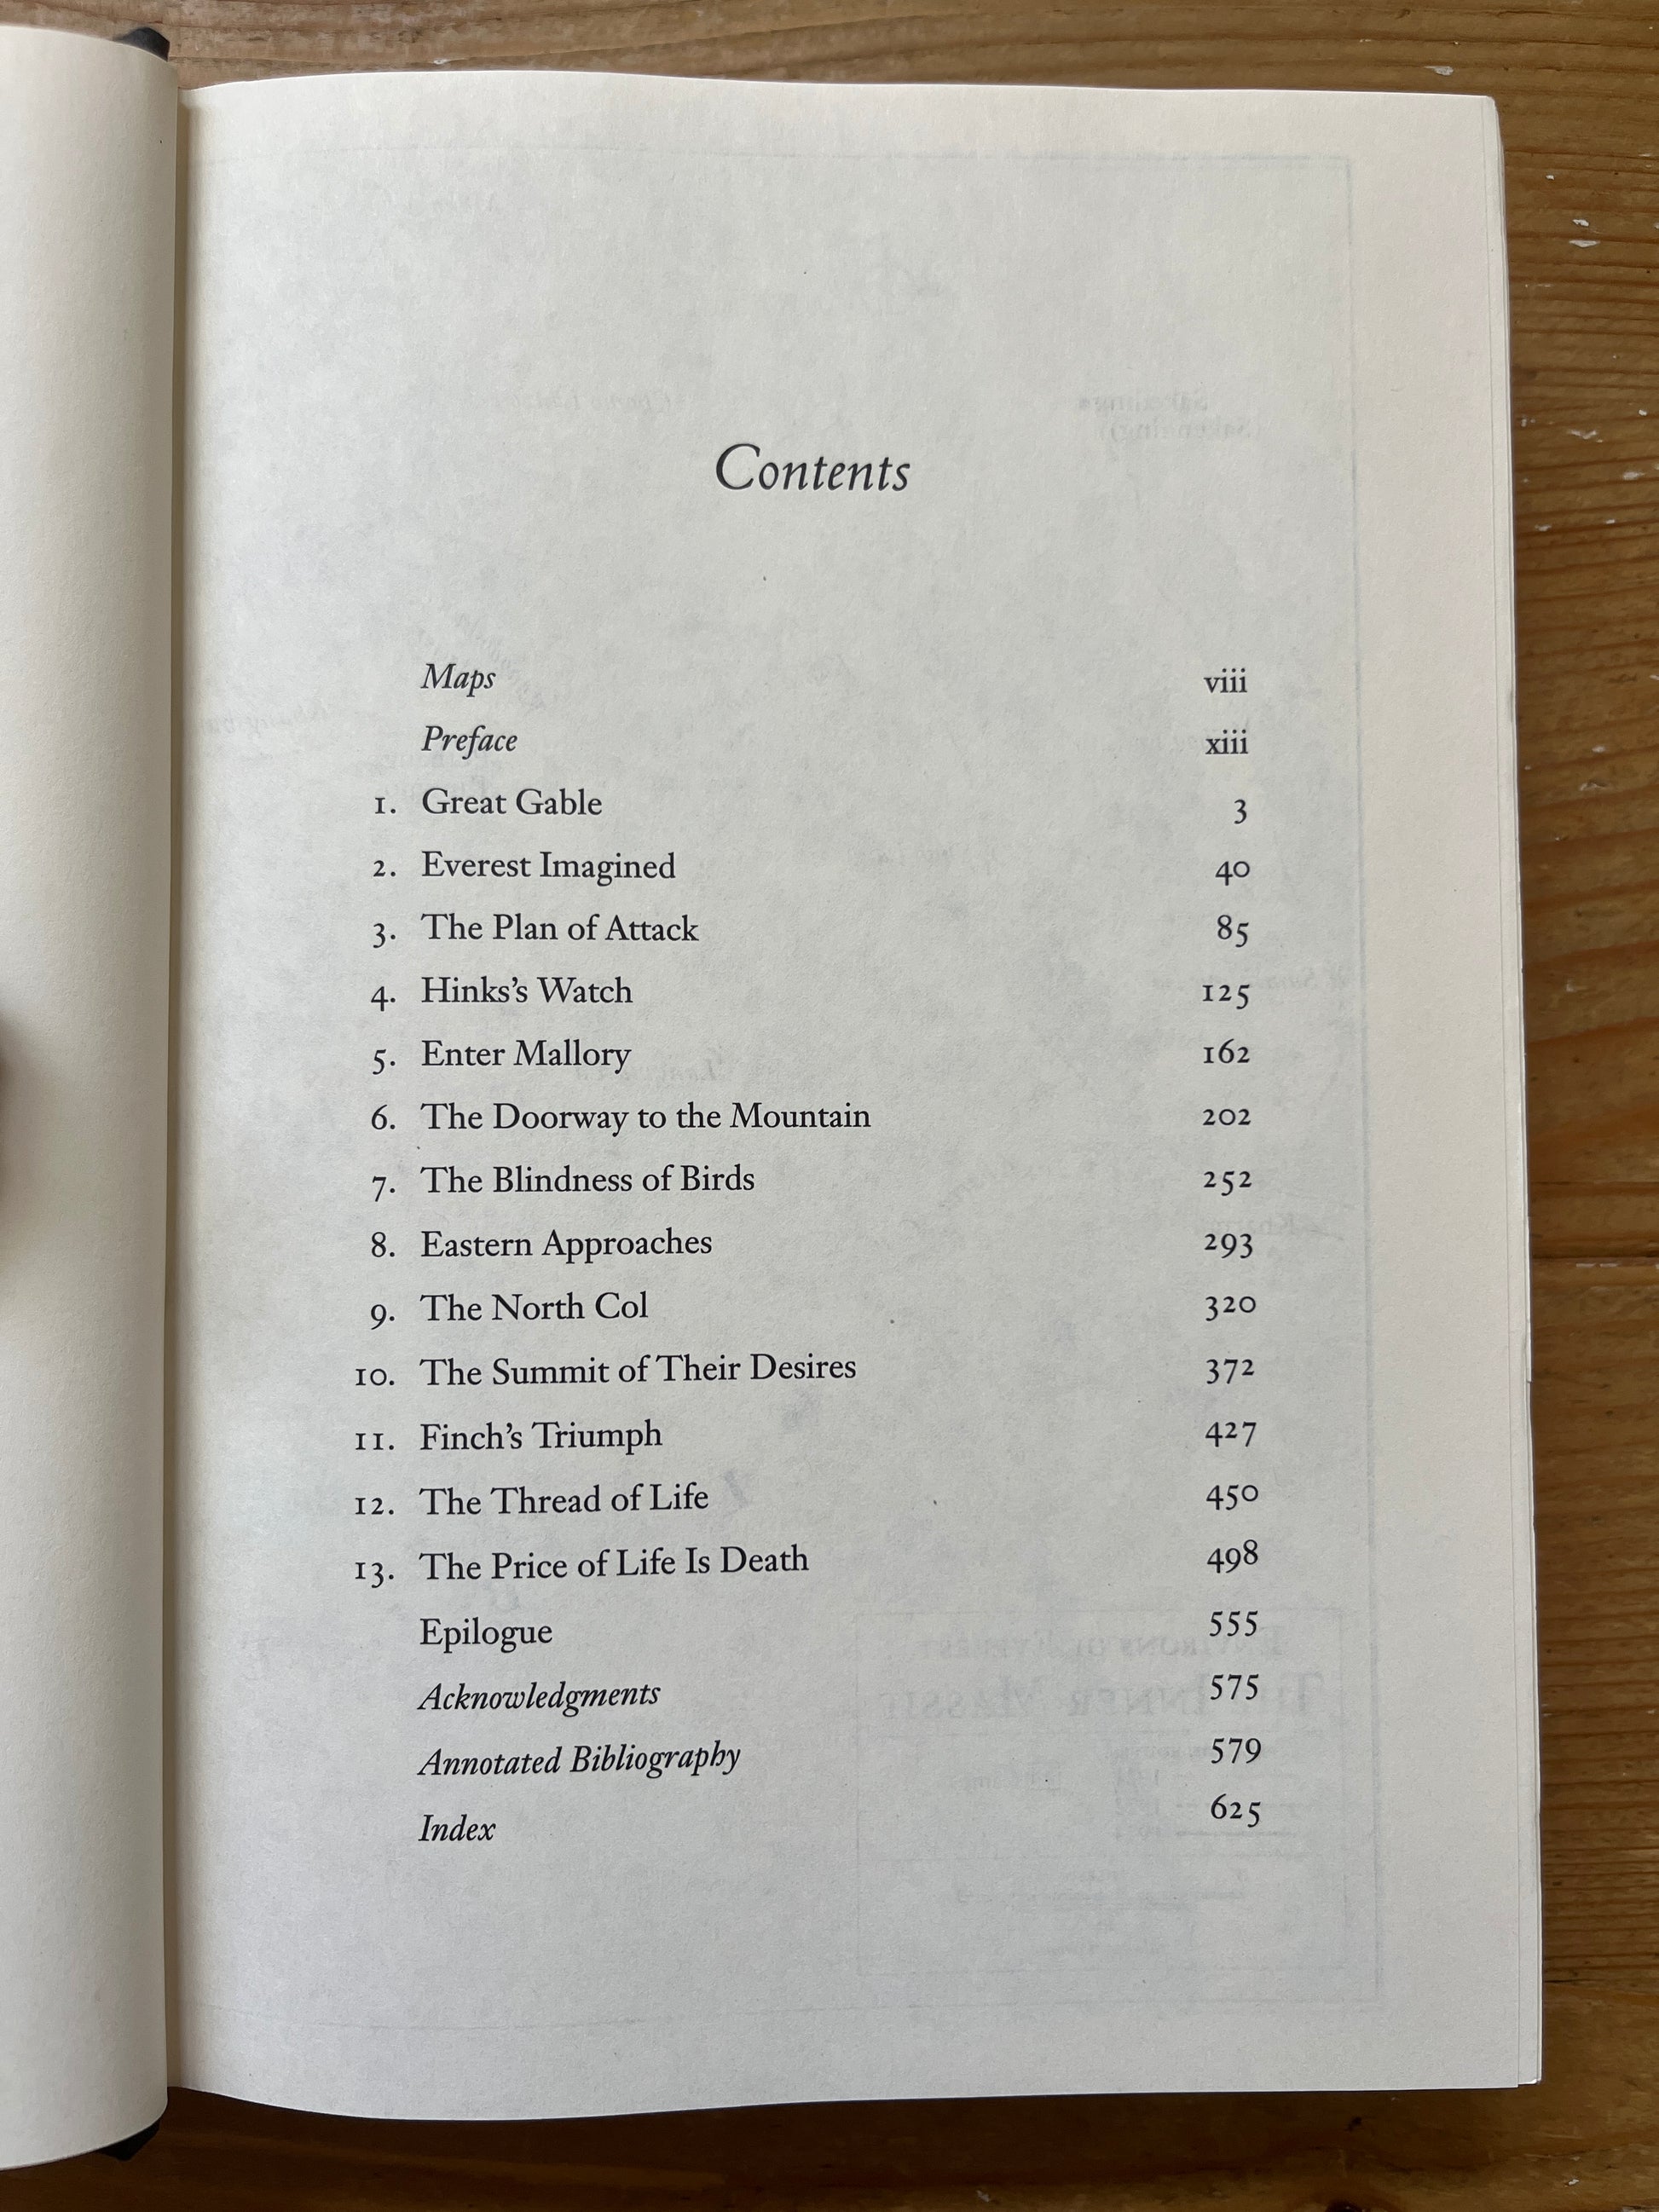 Contents
Maps viii
Preface xiii
1. Great Gable 3
2. Everest Imagined 40
3. The Plan of Attack 85
4. Hinks’s Watch 125
5. Enter Mallory 162
6. The Doorway to the Mountain 202
7. The Blindness of Birds 252
8. Eastern Approaches 293
9. The North Col 320
10. The Summit of Their Desires 372
11. Finch’s Triumph 427
12. The Thread of Life 450
13. The Price of Life Is Death 498
Epilogue 555
Acknowledgments 575
Annotated Bibliography 579
Index 625